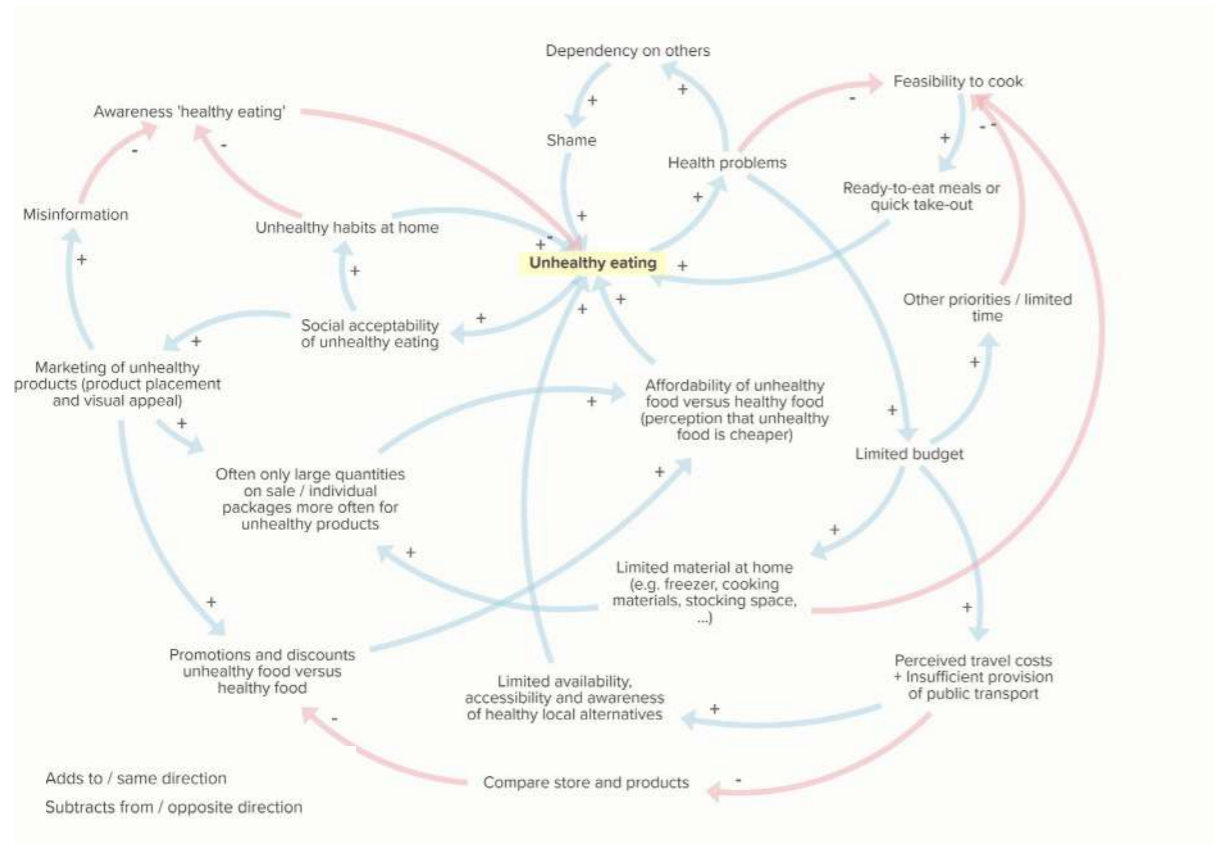 Dependency on others
Feasibility to cook
Awareness 'healthy eating'
+
+
-
-
-
- -
+
Shame
Health problems
+
Ready-to-eat meals or
quick take-out
Misinformation
Unhealthy habits at home
+
+
+
-
Unhealthy eating
+
+
+
Other priorities / limited
time
+
+
+
Social acceptability
of unhealthy eating
+
+
Marketing of unhealthy
products (product placement
and visual appeal)
+
Affordability of unhealthy
food versus healthy food
(perception that unhealthy
food is cheaper)
+
+
+
Limited budget
Often only large quantities
on sale / individual
packages more often for
unhealthy products
+
+
+
Limited material at home
(e.g. freezer, cooking
materials, stocking space,
...)
+
+
Promotions and discounts
unhealthy food versus
healthy food
Limited availability,
accessibility and awareness
of healthy local alternatives
Perceived travel costs
+ Insufficient provision
of public transport
+
-
Compare store and products
-
Adds to / same direction
Subtracts from / opposite direction